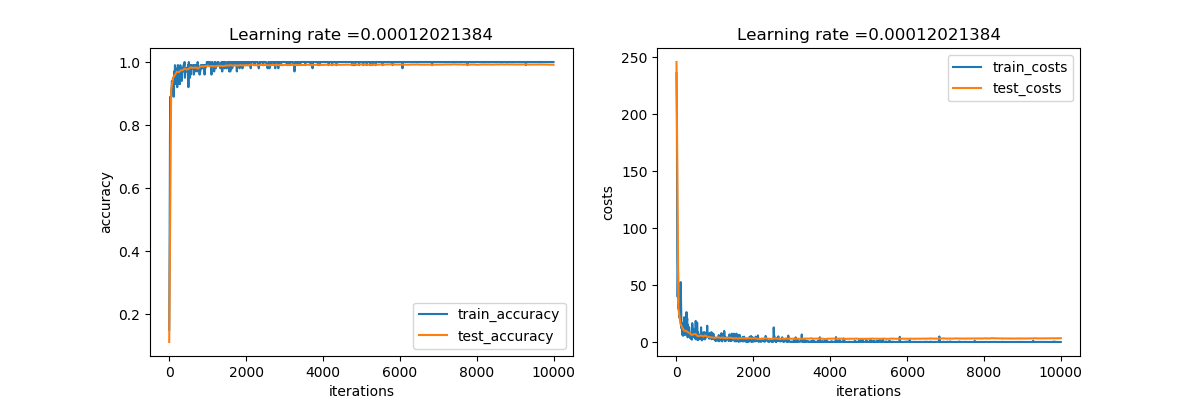 Learning rate =0.00012021384
1.0
0.8
0.6
0.4
0.2
accuracy
0 2000 4000 6000 8000 10000
iterations
train_accuracy
test_accuracy
Learning rate =0.00012021384
250
200
150
100
50
0
costs
0 2000 4000 6000 8000 10000
iterations
train_costs
test_costs